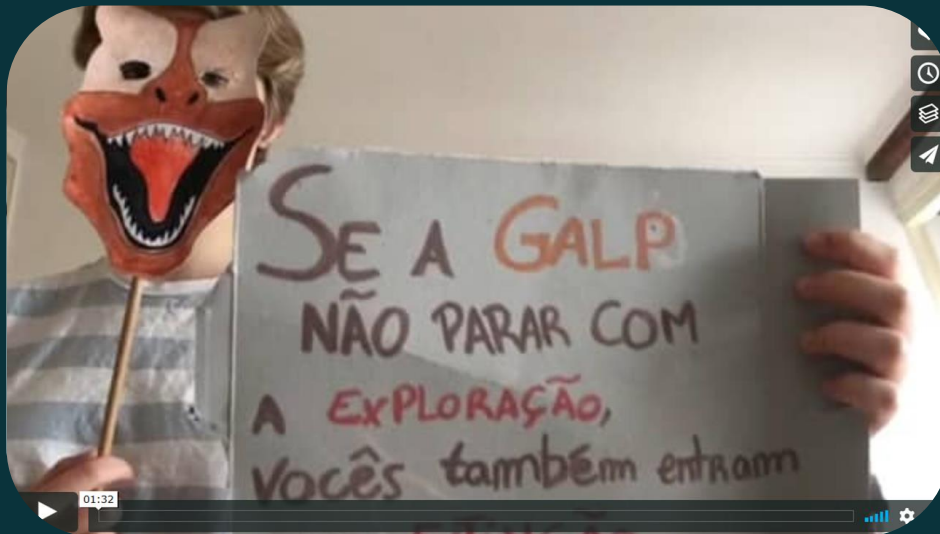 SE A GALP
NÃO PARAR COM
A EXPLORAÇÃO,
VOCÊS também entram
01:32